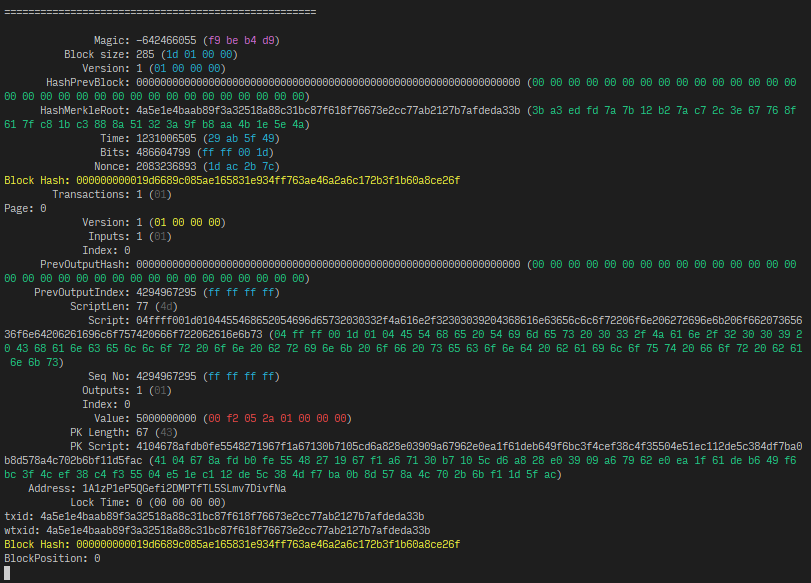 ====================================================
Magic: -642466055 (f9 be b4 d9)
Block size: 285 (1d 01 00 00)
Version: 1 (01 00 00 00)
HashPrevBlock: 0000000000000000000000000000000000000000000000000000000000000000 (00 00 00 00 00 00 00 00 00 00 00 00 00 00 00
00 00 00 00 00 00 00 00 00 00 00 00 00 00 00 00 00)
HashMerkleRoot: 4a5e1e4baab89f3a32518a88c31bc87f618f76673e2cc77ab2127b7afdeda33b (3b a3 ed fd 7a 7b 12 b2 7a c7 2c 3e 67 76 8f
61 7f c8 1b c3 88 8a 51 32 3a 9f b8 aa 4b 1e 5e 4a)
Time: 1231006505 (29 ab 5f 49)
Bits: 486604799 (ff ff 00 1d)
Nonce: 2083236893 (1d ac 2b 7c)
Block Hash: 000000000019d6689c085ae165831e934ff763ae46a2a6c172b3f1b60a8ce26f
Transactions: 1 (01)
Page: 0
Version: 1 (01 00 00 00)
Inputs: 1 (01)
Index: 0
PrevOutputHash: 0000000000000000000000000000000000000000000000000000000000000000 (00 00 00 00 00 00 00 00 00 00 00 00 00 00 00
00 00 00 00 00 00 00 00 00 00 00 00 00 00 00 00 00)
PrevOutputIndex: 4294967295 (ff ff ff ff)
ScriptLen: 77 (4d)
Script: 04ffff001d0104455468652054696d65732030332f4a616e2f32303039204368616e63656c6c6f72206f6e206272696e6b206f662073656
36f6e64206261696c6f757420666f722062616e6b73 (04 ff ff 00 1d 01 04 45 54 68 65 20 54 69 6d 65 73 20 30 33 2f 4a 61 6e 2f 32 30 30 39 2
0 43 68 61 6e 63 65 6c 6c 6f 72 20 6f 6e 20 62 72 69 6e 6b 20 6f 66 20 73 65 63 6f 6e 64 20 62 61 69 6c 6f 75 74 20 66 6f 72 20 62 61
6e 6b 73)
Seq No: 4294967295 (ff ff ff ff)
Outputs: 1 (01)
Index: 0
Value: 5000000000 (00 f2 05 2a 01 00 00 00)
PK Length: 67 (43)
PK Script: 4104678afdb0fe5548271967f1a67130b7105cd6a828e03909a67962e0ea1f61deb649f6bc3f4cef38c4f35504e51ec112de5c384df7ba0
b8d578a4c702b6bf11d5fac (41 04 67 8a fd b0 fe 55 48 27 19 67 f1 a6 71 30 b7 10 5c d6 a8 28 e0 39 09 a6 79 62 e0 ea 1f 61 de b6 49 f6
bc 3f 4c ef 38 c4 f3 55 04 e5 1e c1 12 de 5c 38 4d f7 ba 0b 8d 57 8a 4c 70 2b 6b f1 1d 5f ac)
Address: 1A1zP1eP5QGefi2DMPTfTL5SLmv7DivfNa
Lock Time: 0 (00 00 00 00)
txid: 4a5e1e4baab89f3a32518a88c31bc87f618f76673e2cc77ab2127b7afdeda33b
wtxid: 4a5e1e4baab89f3a32518a88c31bc87f618f76673e2cc77ab2127b7afdeda33b
Block Hash: 000000000019d6689c085ae165831e934ff763ae46a2a6c172b3f1b60a8ce26f
BlockPosition: 0